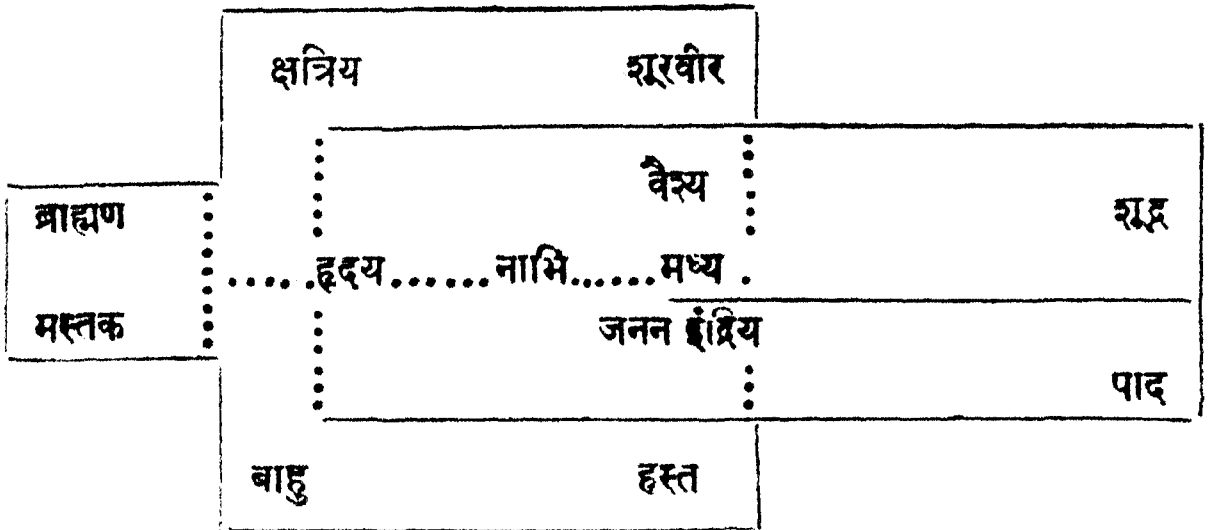 क्षत्रिय शूरवीर
वैश्य
ब्राह्मण शूद्र
.....हृदय......नाभि......मध्य .
मस्तक जनन इंद्रिय
पाद
बाहु हस्त